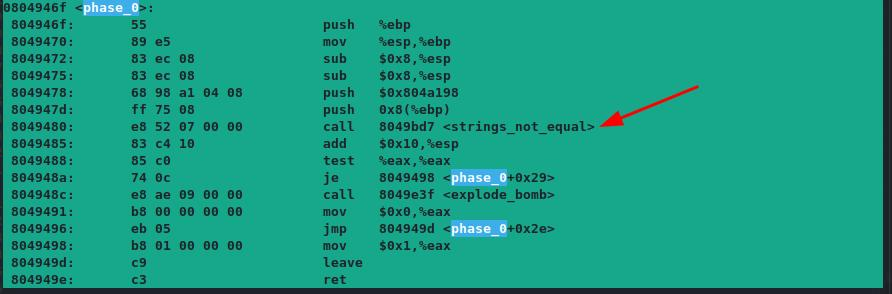 0804946f <phase_0>:
804946f: 55 push %ebp
8049470: 89 e5 mov %esp,%ebp
8049472: 83 ec 08 sub $0x8,%esp
8049475: 83 ec 08 sub $0x8,%esp
8049478: 68 98 a1 04 08 push $0x804a198
804947d: ff 75 08 push 0x8(%ebp)
8049480: e8 52 07 00 00 call 8049bd7 <strings_not_equal>
8049485: 83 c4 10 add $0x10,%esp
8049488: 85 c0 test %eax,%eax
804948a: 74 0c je 8049498 <phase_0+0x29>
804948c: e8 ae 09 00 00 call 8049e3f <explode_bomb>
8049491: b8 00 00 00 00 mov $0x0,%eax
8049496: eb 05 jmp 804949d <phase_0+0x2e>
8049498: b8 01 00 00 00 mov $0x1,%eax
804949d: c9 leave
804949e: c3 ret